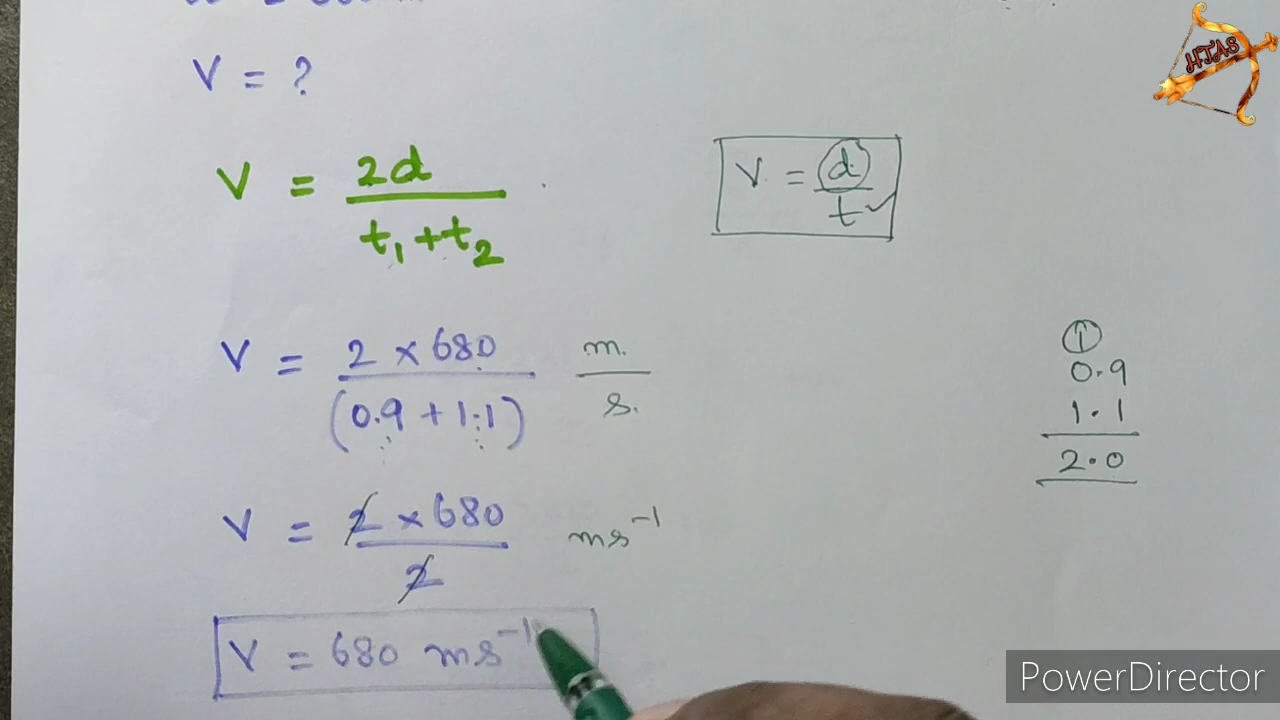 V = ?
V = 2d / t₁ + t₂
V = d / t ✓
V = 2 × 680 / (0.9 + 1.1) m. / s.
V = 2 × 680 / 2 ms⁻¹
V = 680 ms⁻¹
1
0.9
1.1
2.0
HTAS
PowerDirector